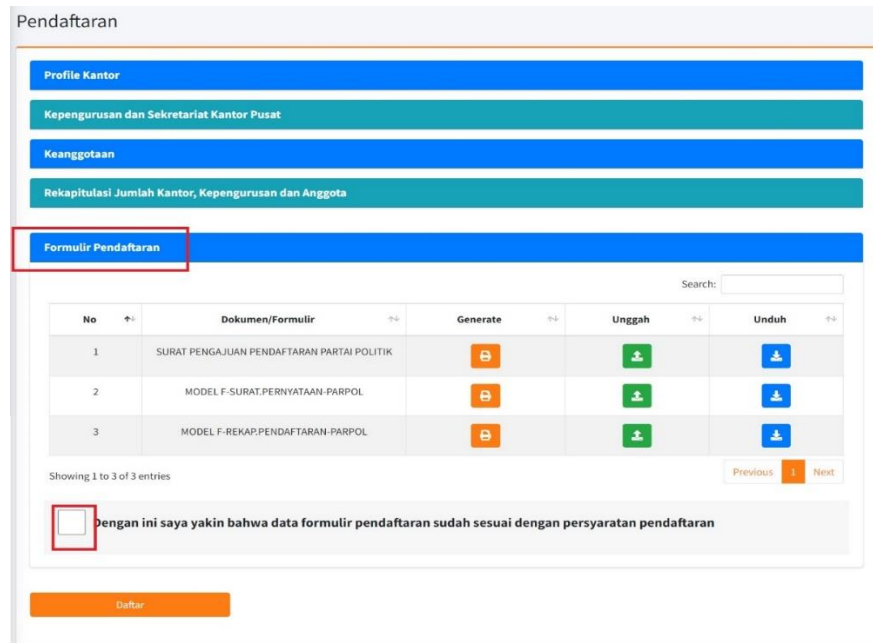 Pendaftaran
Profile Kantor
Kepengurusan dan Sekretariat Kantor Pusat
Keanggotaan
Rekapitulasi Jumlah Kantor, Kepengurusan dan Anggota
Formulir Pendaftaran
Search:
No Dokumen/Formulir Generate Unggah Unduh
1 SURAT PENGAJUAN PENDAFTARAN PARTAI POLITIK
2 MODEL F-SURAT.PERNYATAAN-PARPOL
3 MODEL F-REKAP.PENDAFTARAN-PARPOL
Showing 1 to 3 of 3 entries Previous 1 Next
Dengan ini saya yakin bahwa data formulir pendaftaran sudah sesuai dengan persyaratan pendaftaran
Daftar